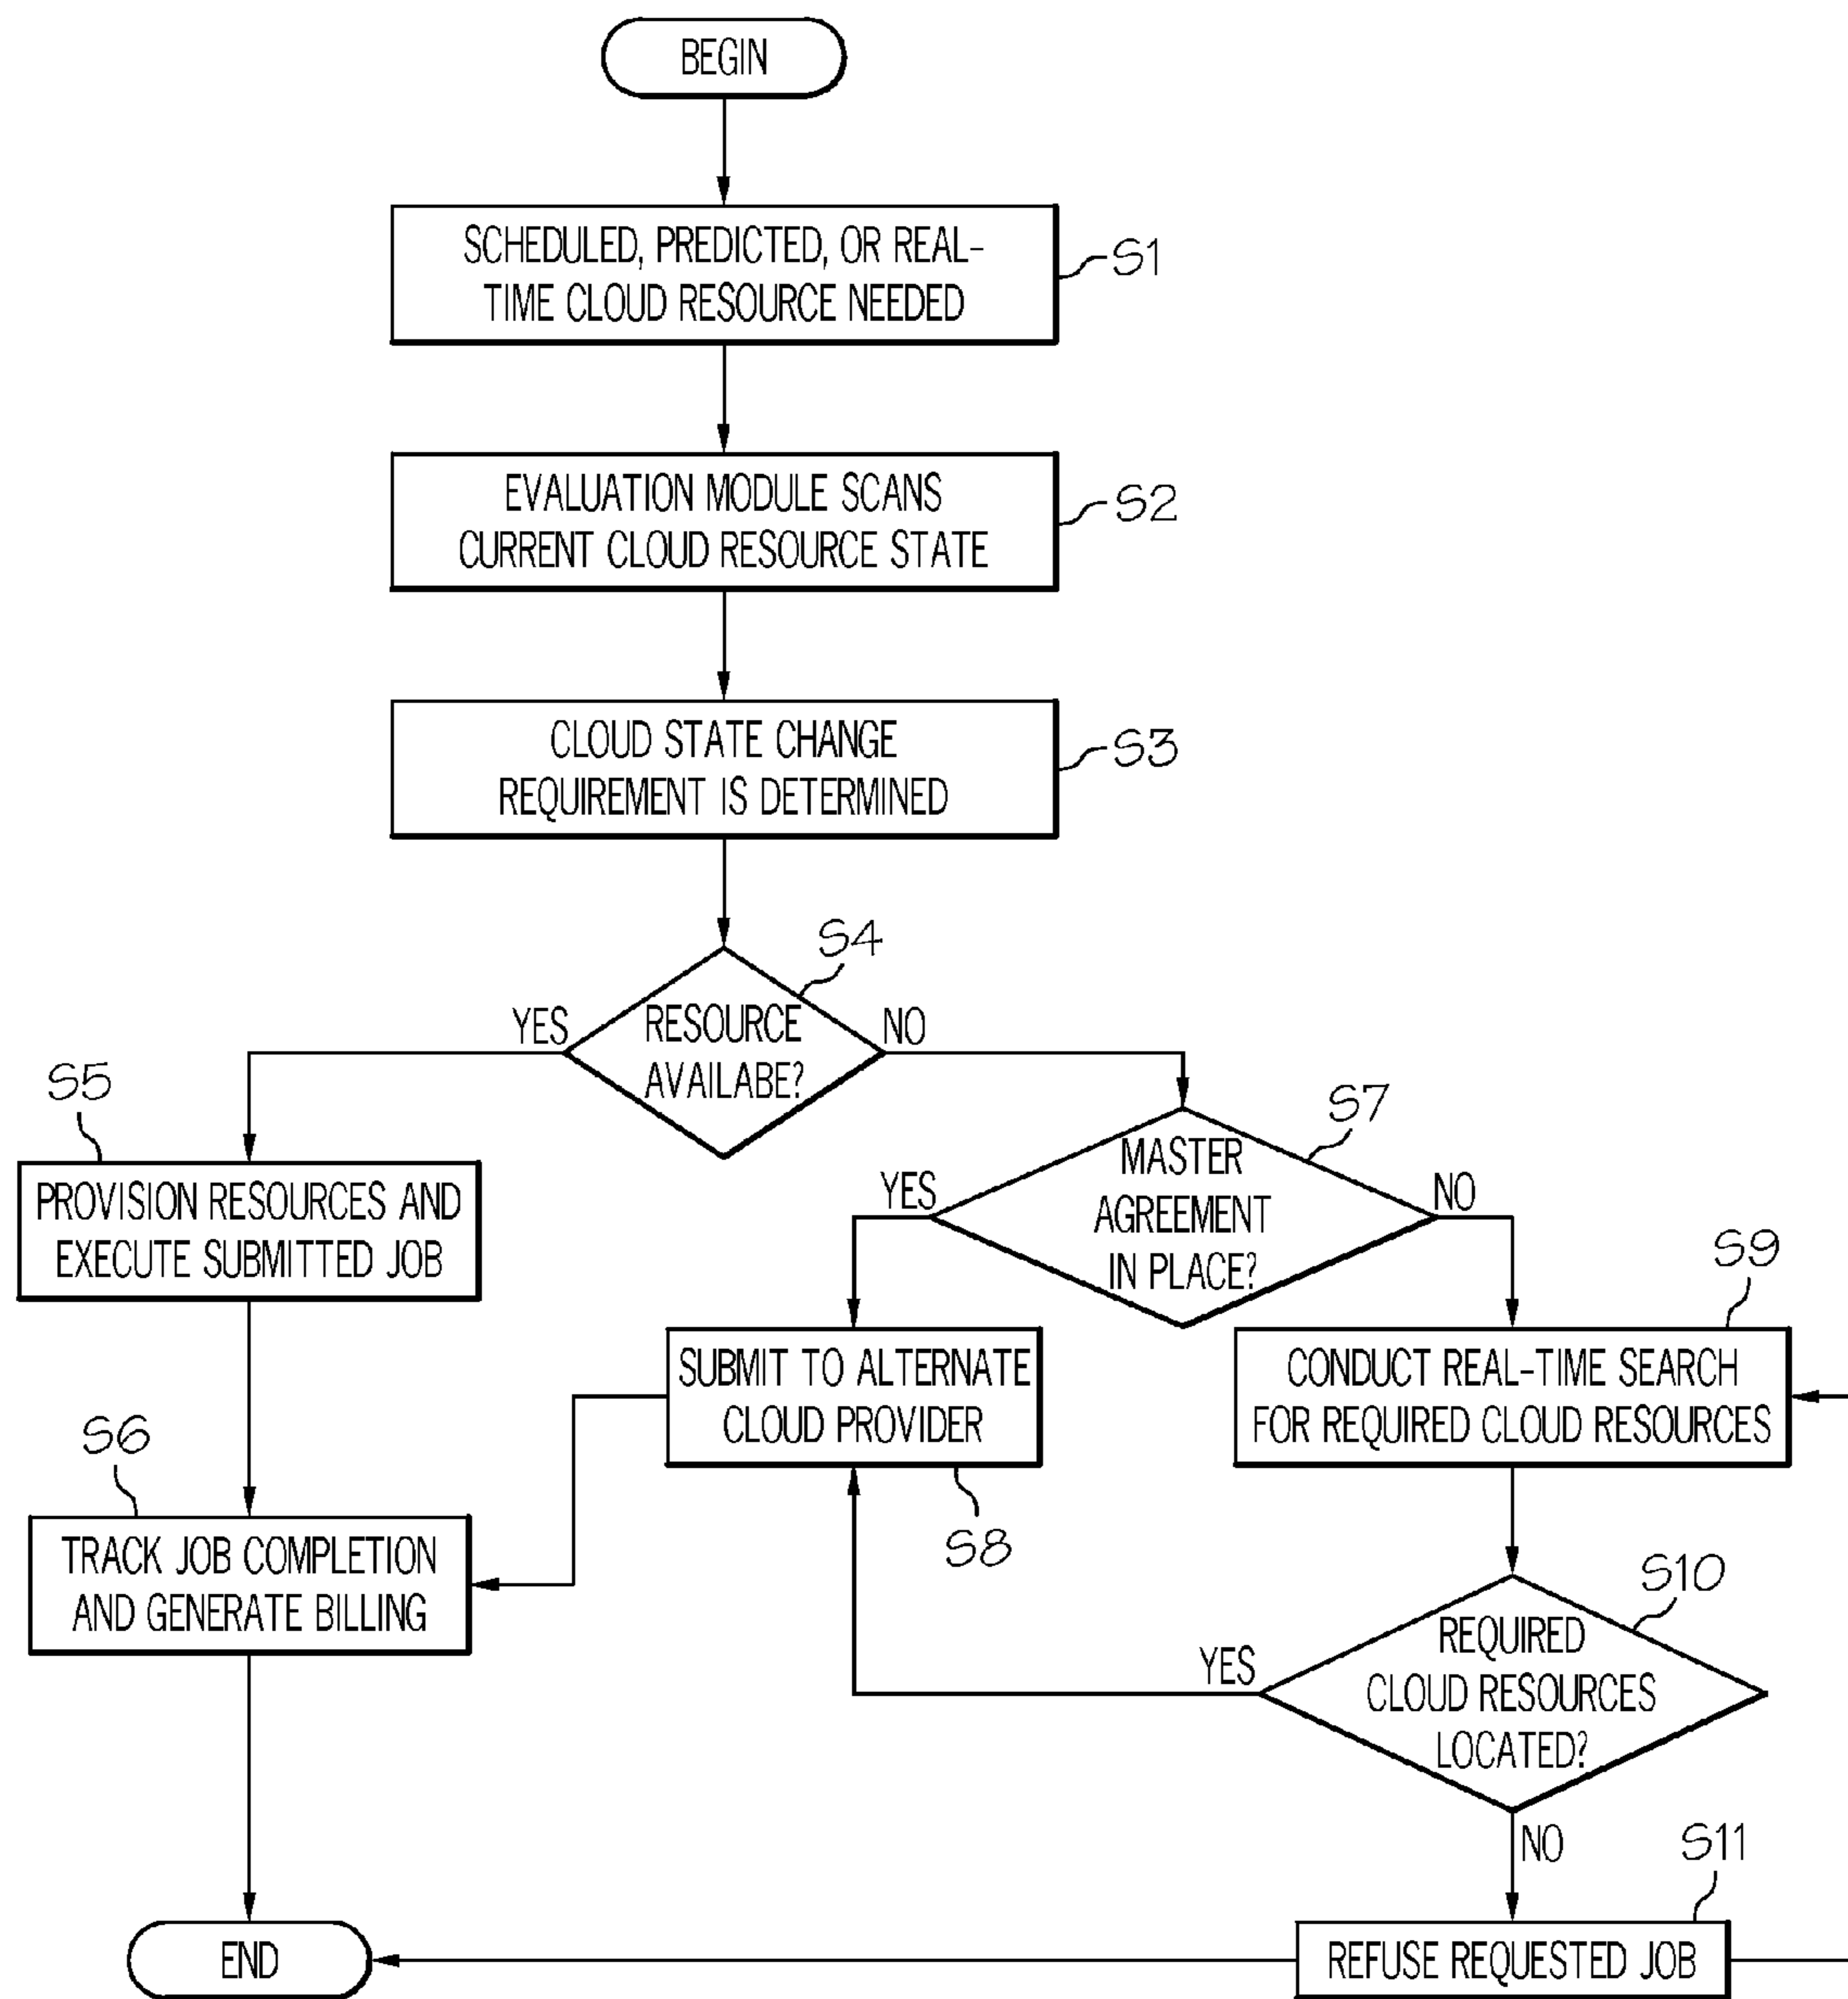 BEGIN
SCHEDULED, PREDICTED, OR REAL-
TIME CLOUD RESOURCE NEEDED
S1
EVALUATION MODULE SCANS
CURRENT CLOUD RESOURCE STATE
S2
CLOUD STATE CHANGE
REQUIREMENT IS DETERMINED
S3
S4
YES
RESOURCE
AVAILABE?
NO
S5
PROVISION RESOURCES AND
EXECUTE SUBMITTED JOB
S7
YES
MASTER
AGREEMENT
IN PLACE?
NO
S9
SUBMIT TO ALTERNATE
CLOUD PROVIDER
S8
CONDUCT REAL-TIME SEARCH
FOR REQUIRED CLOUD RESOURCES
S6
TRACK JOB COMPLETION
AND GENERATE BILLING
S10
YES
REQUIRED
CLOUD RESOURCES
LOCATED?
NO
S11
END
REFUSE REQUESTED JOB